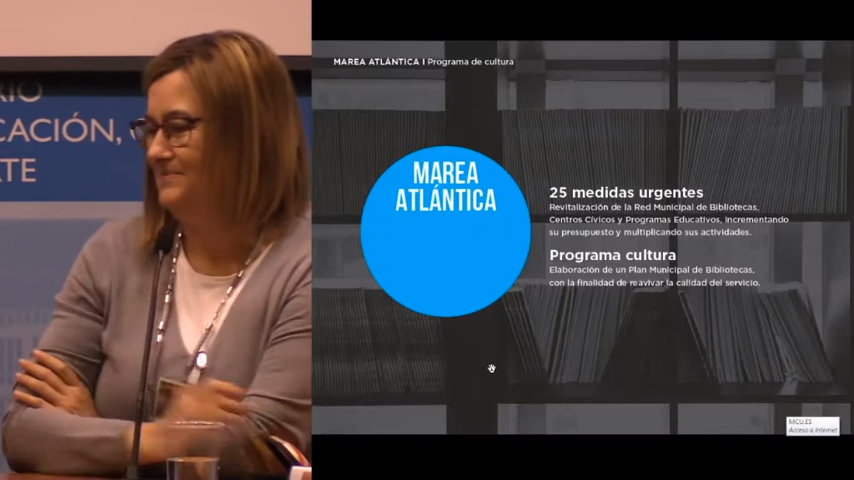 IO
CACIÓN,
TE
MAREA ATLÁNTICA I Programa de cultura
MAREA
ATLÁNTICA
25 medidas urgentes
Revitalización de la Red Municipal de Bibliotecas,
Centros Cívicos y Programas Educativos, incrementando
su presupuesto y multiplicando sus actividades.
Programa cultura
Elaboración de un Plan Municipal de Bibliotecas,
con la finalidad de reavivar la calidad del servicio.
MCU.ES
Acceso a Internet